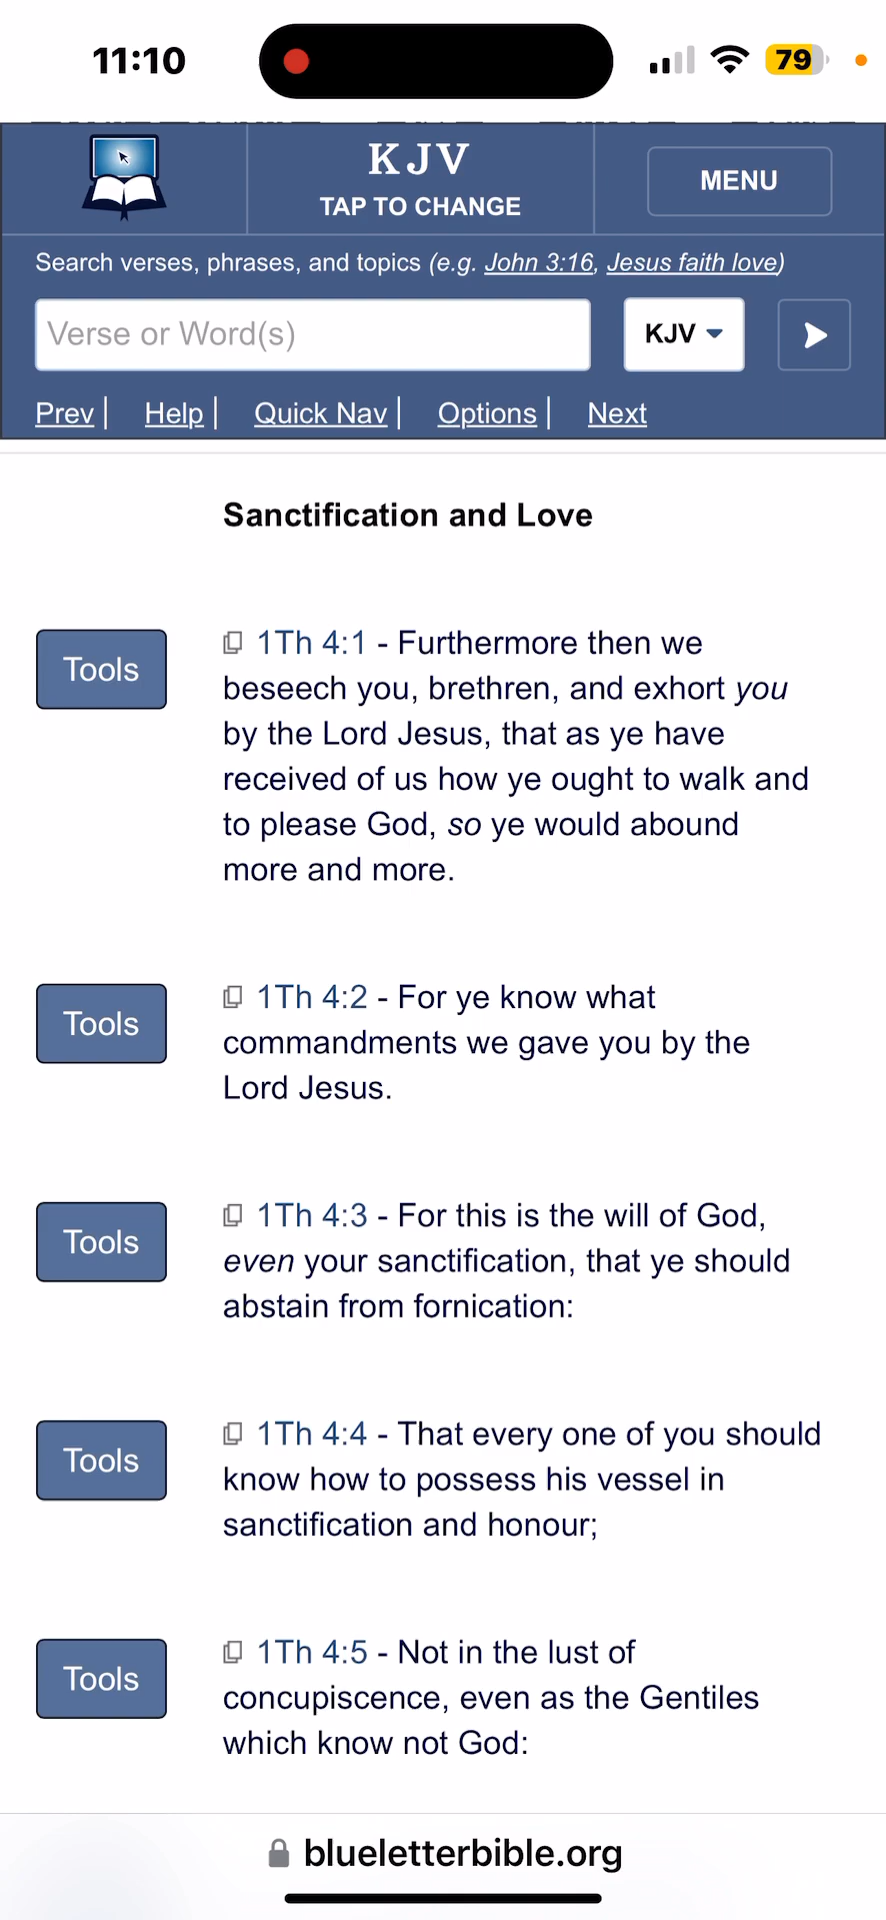 11:10
79
KJV
TAP TO CHANGE
MENU
Search verses, phrases, and topics (e.g. John 3:16, Jesus faith love)
Verse or Word(s)
KJV
Prev | Help | Quick Nav | Options | Next
Sanctification and Love
Tools
1Th 4:1 - Furthermore then we
beseech you, brethren, and exhort you
by the Lord Jesus, that as ye have
received of us how ye ought to walk and
to please God, so ye would abound
more and more.
Tools
1Th 4:2 - For ye know what
commandments we gave you by the
Lord Jesus.
Tools
1Th 4:3 - For this is the will of God,
even your sanctification, that ye should
abstain from fornication:
Tools
1Th 4:4 - That every one of you should
know how to possess his vessel in
sanctification and honour;
Tools
1Th 4:5 - Not in the lust of
concupiscence, even as the Gentiles
which know not God:
blueletterbible.org